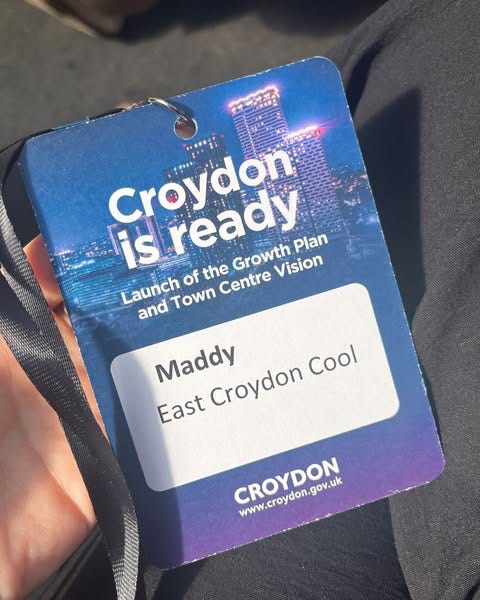 Croydon
is ready
Launch of the Growth Plan
and Town Centre Vision
Maddy
East Croydon Cool
CROYDON
www.croydon.gov.uk